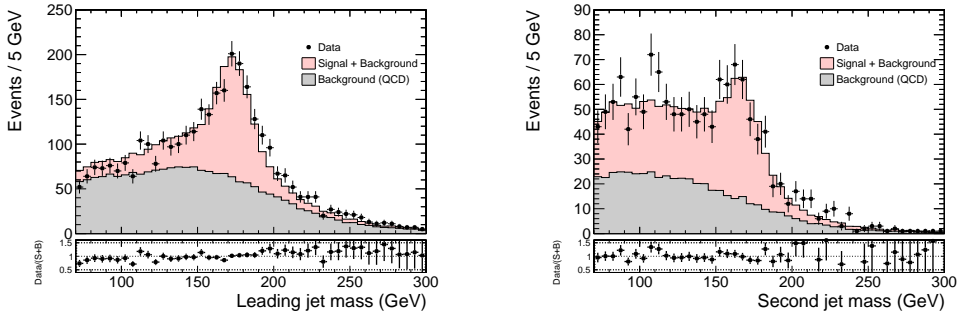 Events / 5 GeV
250
200
150
100
50
0
Data
Signal + Background
Background (QCD)
Data/(S+B)
1.5
1
0.5
100 150 200 250 300
Leading jet mass (GeV)
Events / 5 GeV
90
80
70
60
50
40
30
20
10
0
Data
Signal + Background
Background (QCD)
Data/(S+B)
1.5
1
0.5
100 150 200 250 300
Second jet mass (GeV)